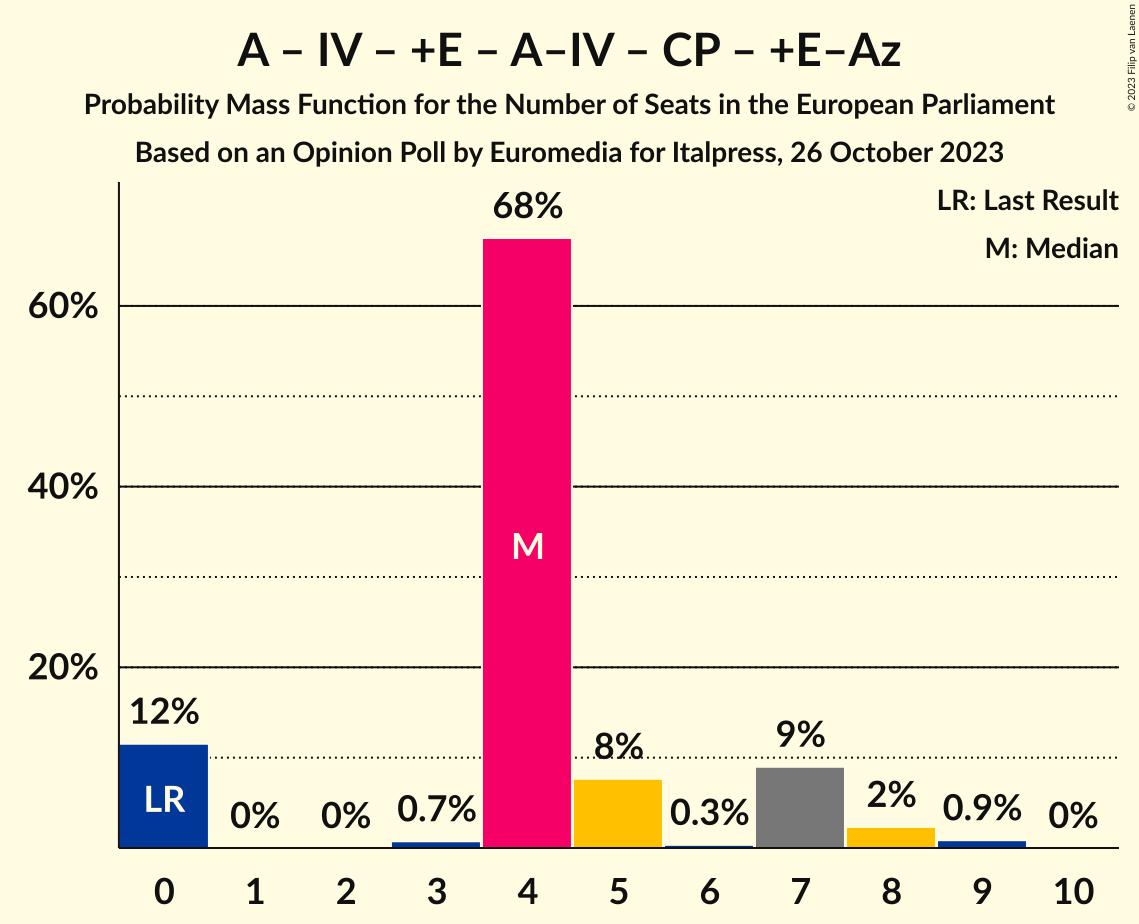 A – IV – +E – A–IV – CP – +E–Az
Probability Mass Function for the Number of Seats in the European Parliament
Based on an Opinion Poll by Euromedia for Italpress, 26 October 2023
© 2023 Filip van Laenen
LR: Last Result
M: Median
60%
40%
20%
12%
0%
0%
0.7%
68%
8%
0.3%
9%
2%
0.9%
0%
LR
M
0 1 2 3 4 5 6 7 8 9 10